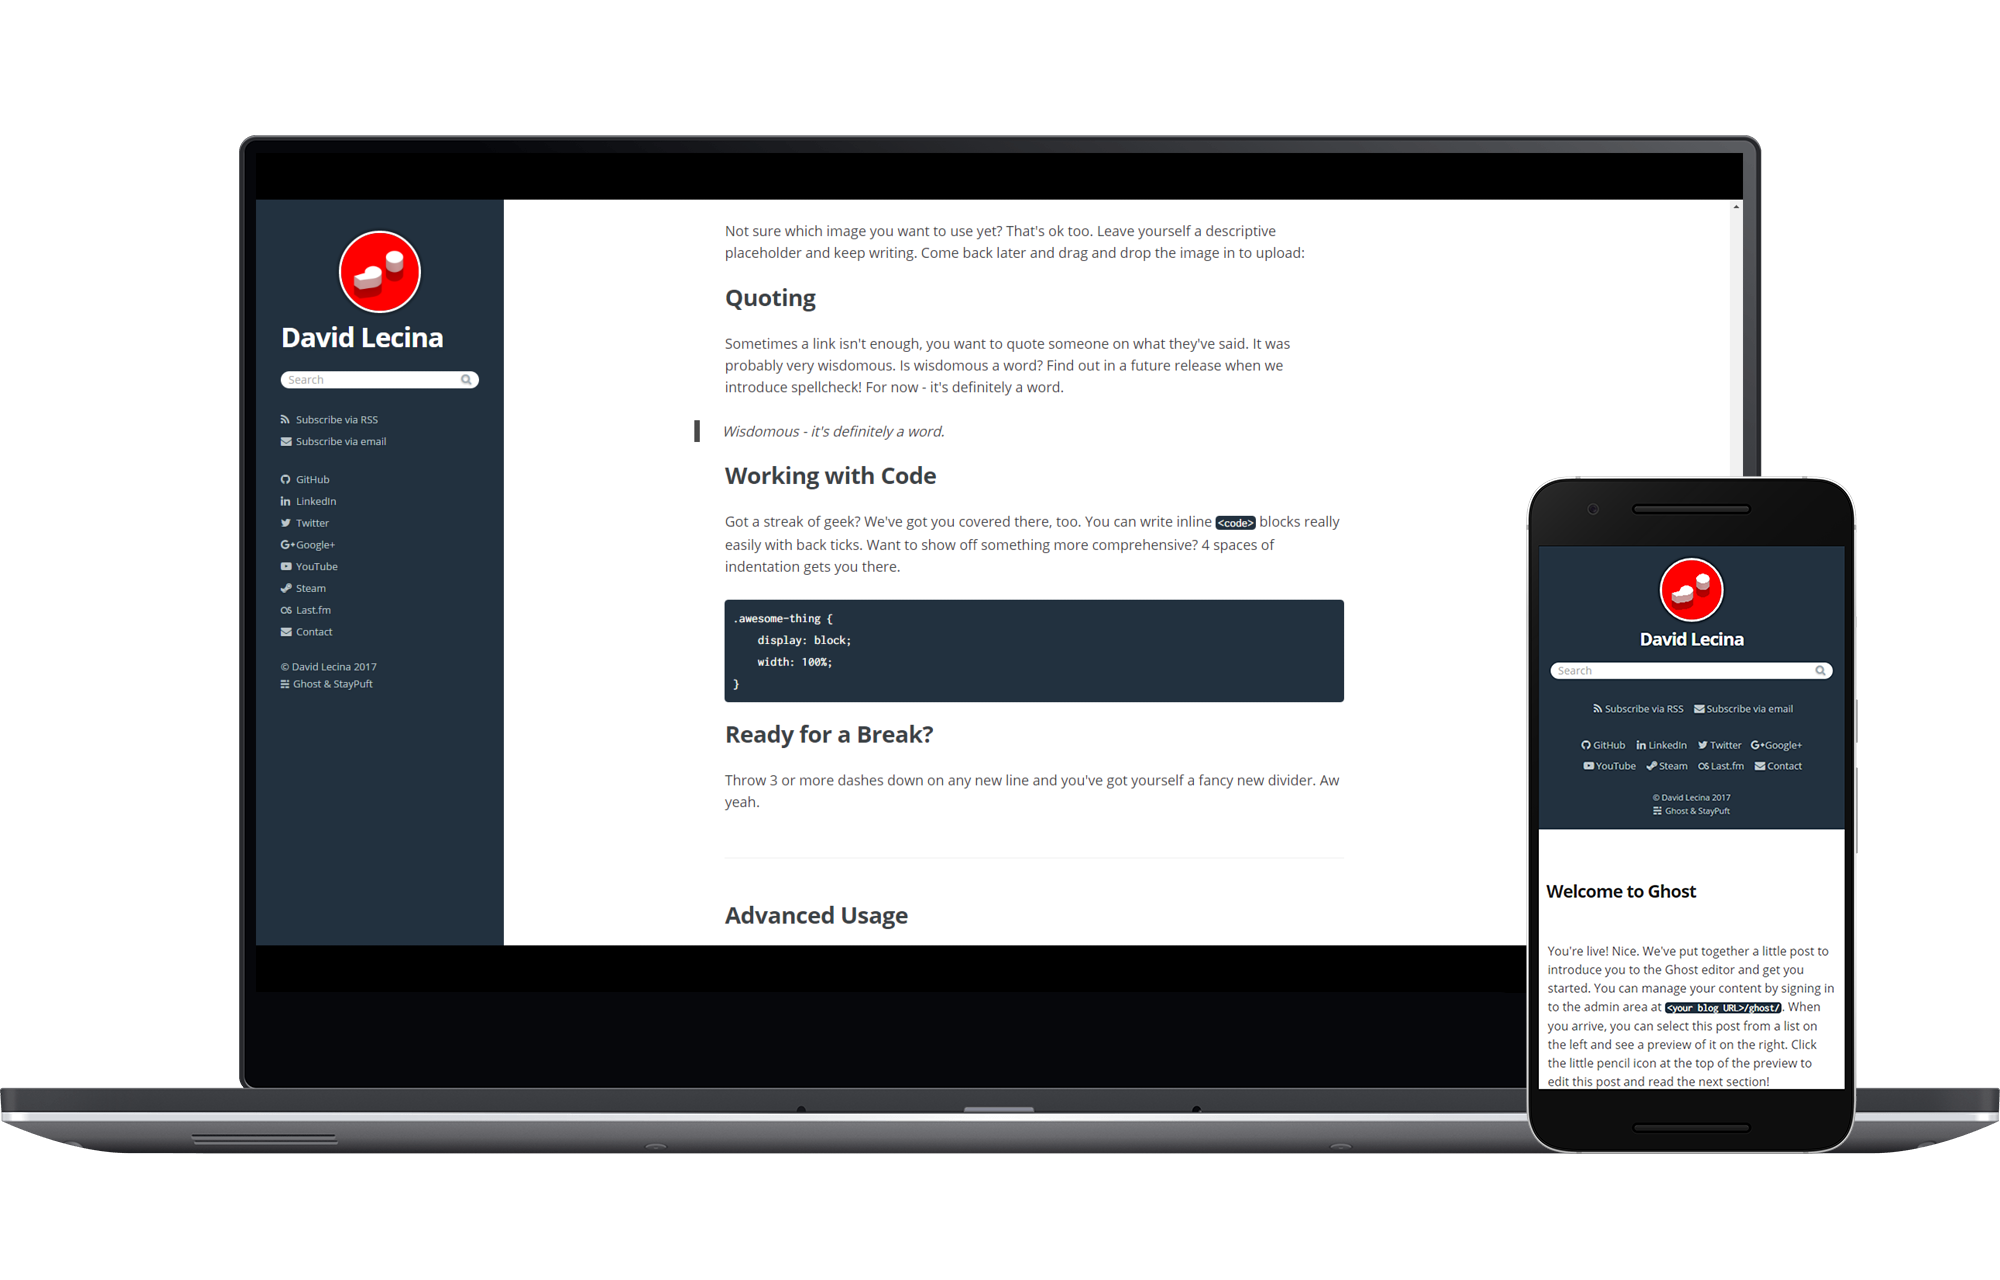 David Lecina
Search
Subscribe via RSS
Subscribe via email
GitHub
LinkedIn
Twitter
G+ Google+
YouTube
Steam
Last.fm
Contact
© David Lecina 2017
Ghost & StayPuft
Not sure which image you want to use yet? That's ok too. Leave yourself a descriptive
placeholder and keep writing. Come back later and drag and drop the image in to upload:
Quoting
Sometimes a link isn't enough, you want to quote someone on what they've said. It was
probably very wisdomous. Is wisdomous a word? Find out in a future release when we
introduce spellcheck! For now - it's definitely a word.
Wisdomous - it's definitely a word.
Working with Code
Got a streak of geek? We've got you covered there, too. You can write inline <code> blocks really
easily with back ticks. Want to show off something more comprehensive? 4 spaces of
indentation gets you there.
.awesome-thing {
    display: block;
    width: 100%;
}
Ready for a Break?
Throw 3 or more dashes down on any new line and you've got yourself a fancy new divider. Aw
yeah.
Advanced Usage
David Lecina
Search
Subscribe via RSS Subscribe via email
GitHub LinkedIn Twitter G+ Google+
YouTube Steam Last.fm Contact
© David Lecina 2017
Ghost & StayPuft
Welcome to Ghost
You're live! Nice. We've put together a little post to
introduce you to the Ghost editor and get you
started. You can manage your content by signing in
to the admin area at <your blog URL>/ghost/. When
you arrive, you can select this post from a list on
the left and see a preview of it on the right. Click
the little pencil icon at the top of the preview to
edit this post and read the next section!